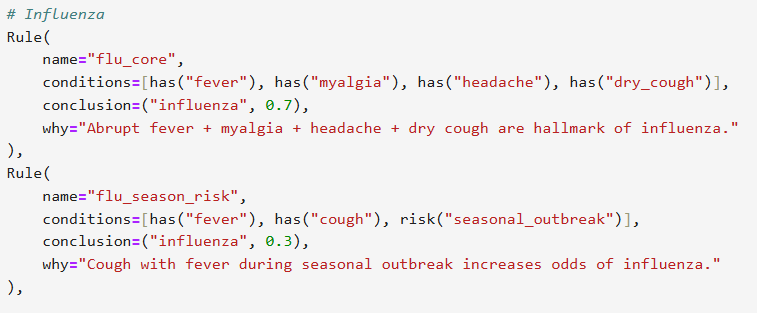 # Influenza
Rule(
    name="flu_core",
    conditions=[has("fever"), has("myalgia"), has("headache"), has("dry_cough")],
    conclusion=("influenza", 0.7),
    why="Abrupt fever + myalgia + headache + dry cough are hallmark of influenza."
),
Rule(
    name="flu_season_risk",
    conditions=[has("fever"), has("cough"), risk("seasonal_outbreak")],
    conclusion=("influenza", 0.3),
    why="Cough with fever during seasonal outbreak increases odds of influenza."
),